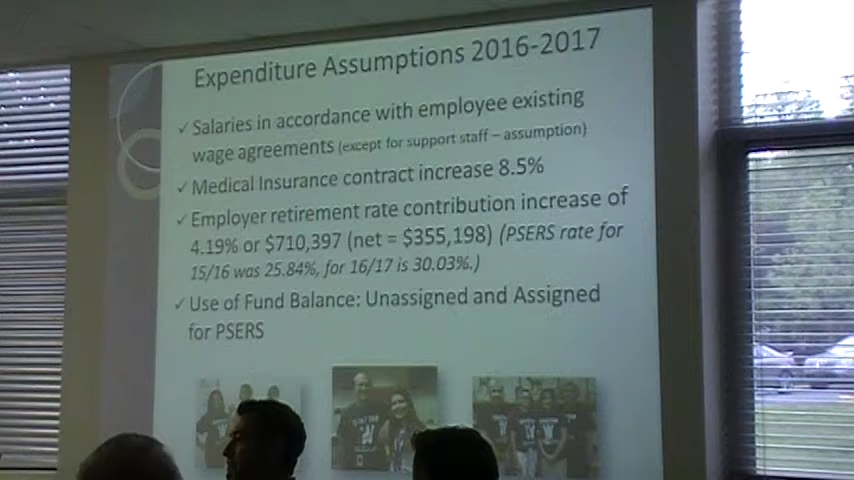 Expenditure Assumptions 2016-2017
✓ Salaries in accordance with employee existing
wage agreements (except for support staff – assumption)
✓ Medical Insurance contract increase 8.5%
✓ Employer retirement rate contribution increase of
4.19% or $710,397 (net = $355,198) (PSERS rate for
15/16 was 25.84%, for 16/17 is 30.03%.)
✓ Use of Fund Balance: Unassigned and Assigned
for PSERS